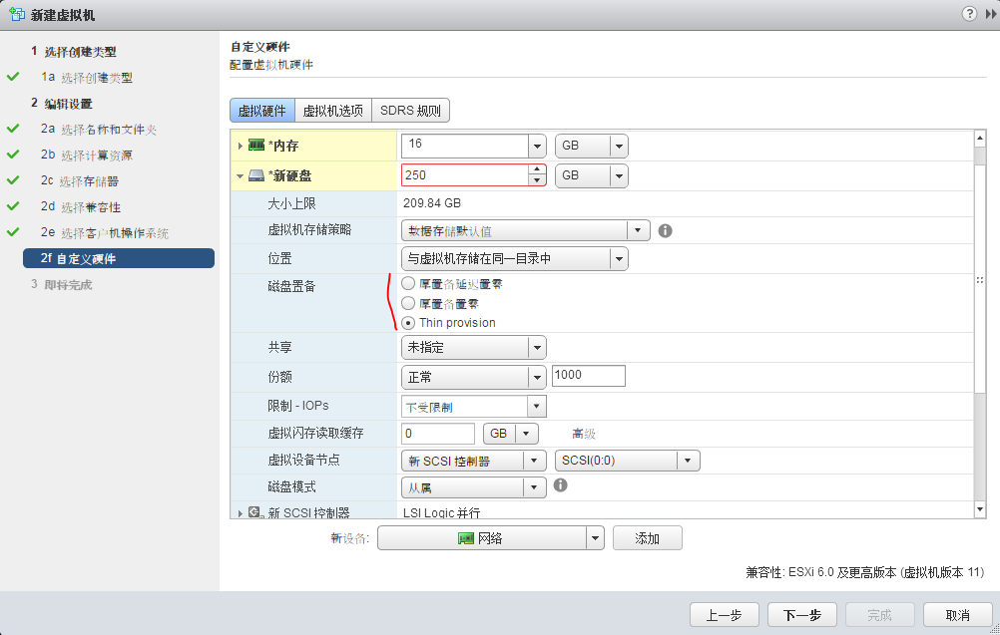 新建虚拟机
?
1 选择创建类型
1a 选择创建类型
2 编辑设置
2a 选择名称和文件夹
2b 选择计算资源
2c 选择存储器
2d 选择兼容性
2e 选择客户机操作系统
2f 自定义硬件
3 即将完成
自定义硬件
配置虚拟机硬件
虚拟硬件 虚拟机选项 SDRS 规则
*内存 16 GB
*新硬盘 250 GB
大小上限 209.84 GB
虚拟机存储策略 数据存储默认值
位置 与虚拟机存储在同一目录中
磁盘置备 厚置备延迟置零
厚置备置零
Thin provision
共享 未指定
份额 正常 1000
限制 - IOPs 不受限制
虚拟闪存读取缓存 0 GB 高级
虚拟设备节点 新 SCSI 控制器 SCSI(0:0)
磁盘模式 从属
新 SCSI 控制器 LSI Logic 并行
新设备: 网络 添加
兼容性: ESXi 6.0 及更高版本 (虚拟机版本 11)
上一步 下一步 完成 取消